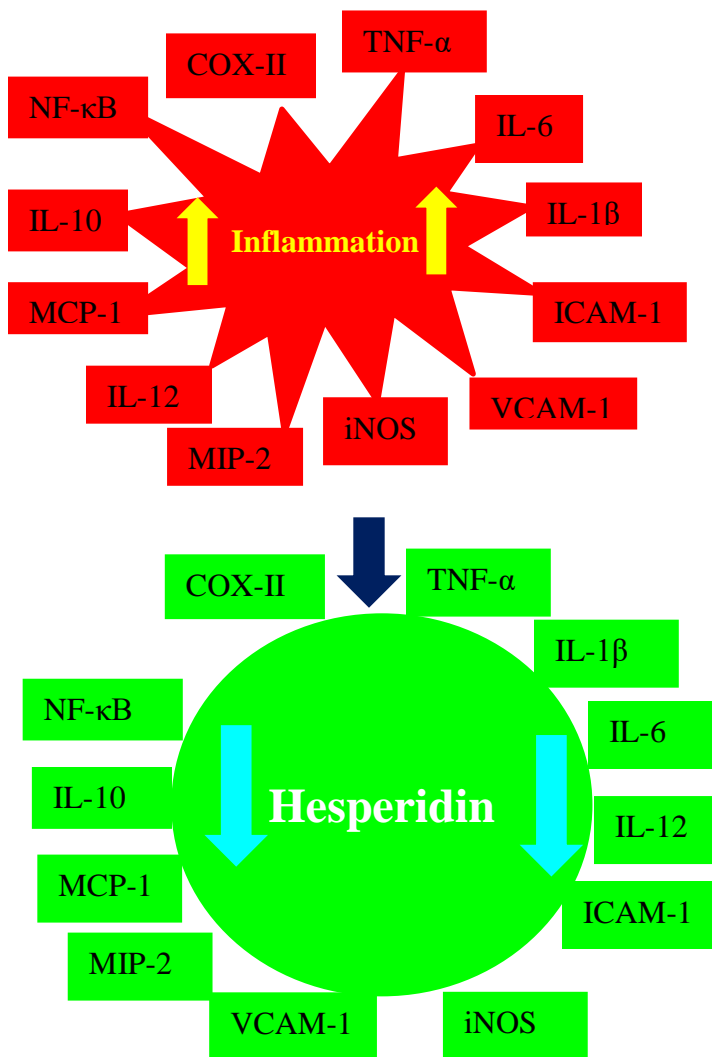 TNF-α
COX-II
NF-κB
IL-6
IL-10
IL-1β
Inflammation
MCP-1
ICAM-1
IL-12
VCAM-1
iNOS
MIP-2
COX-II
TNF-α
IL-1β
NF-κB
IL-6
IL-10
Hesperidin
IL-12
MCP-1
ICAM-1
MIP-2
VCAM-1
iNOS